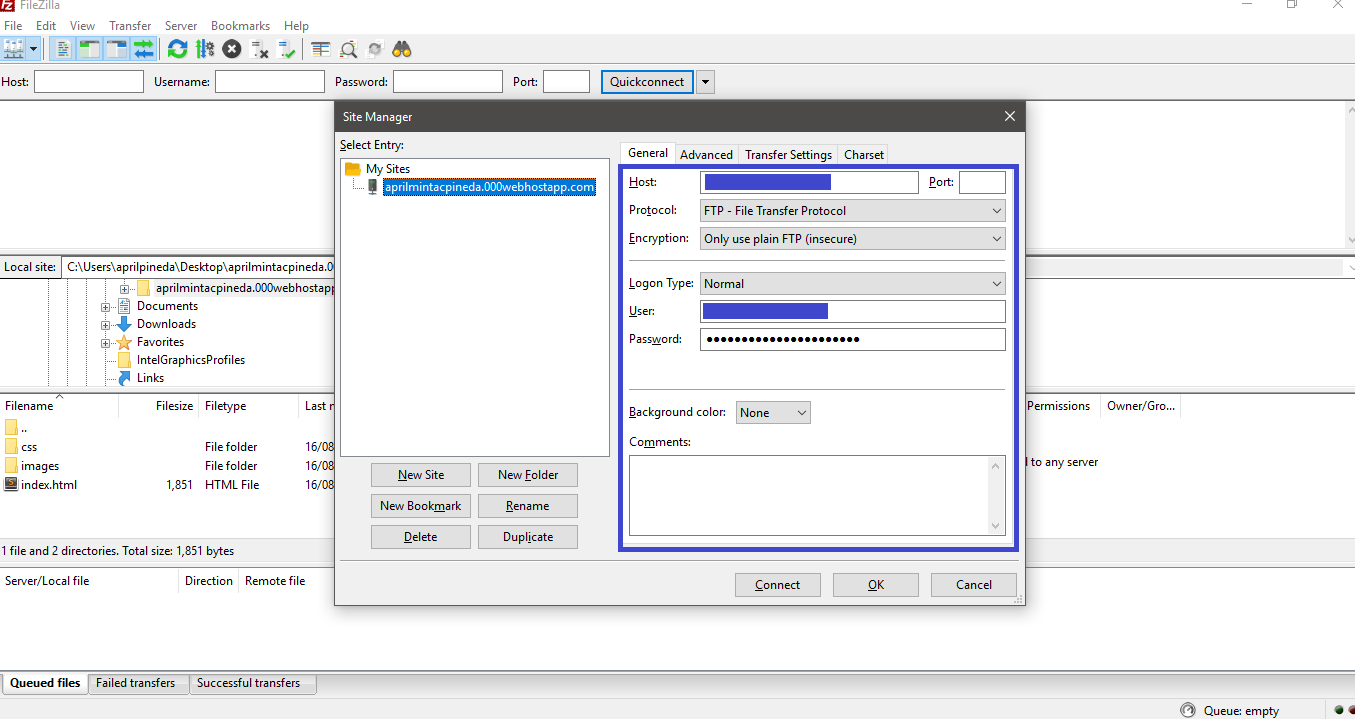 FileZilla
File Edit View Transfer Server Bookmarks Help
Host: Username: Password: Port: Quickconnect
Site Manager
Select Entry:
My Sites
aprilmintacpineda.000webhostapp.com
New Site New Folder
New Bookmark Rename
Delete Duplicate
General Advanced Transfer Settings Charset
Host: Port:
Protocol: FTP - File Transfer Protocol
Encryption: Only use plain FTP (insecure)
Logon Type: Normal
User:
Password: ••••••••••••••••••••••
Background color: None
Comments:
Connect OK Cancel
Local site: C:\Users\aprilpineda\Desktop\aprilmintacpineda.0
aprilmintacpineda.000webhostapp
Documents
Downloads
Favorites
IntelGraphicsProfiles
Links
Filename Filesize Filetype Last n
..
css File folder 16/08
images File folder 16/08
index.html 1,851 HTML File 16/08
1 file and 2 directories. Total size: 1,851 bytes
Permissions Owner/Gro...
d to any server
Server/Local file Direction Remote file
Queued files Failed transfers Successful transfers
Queue: empty